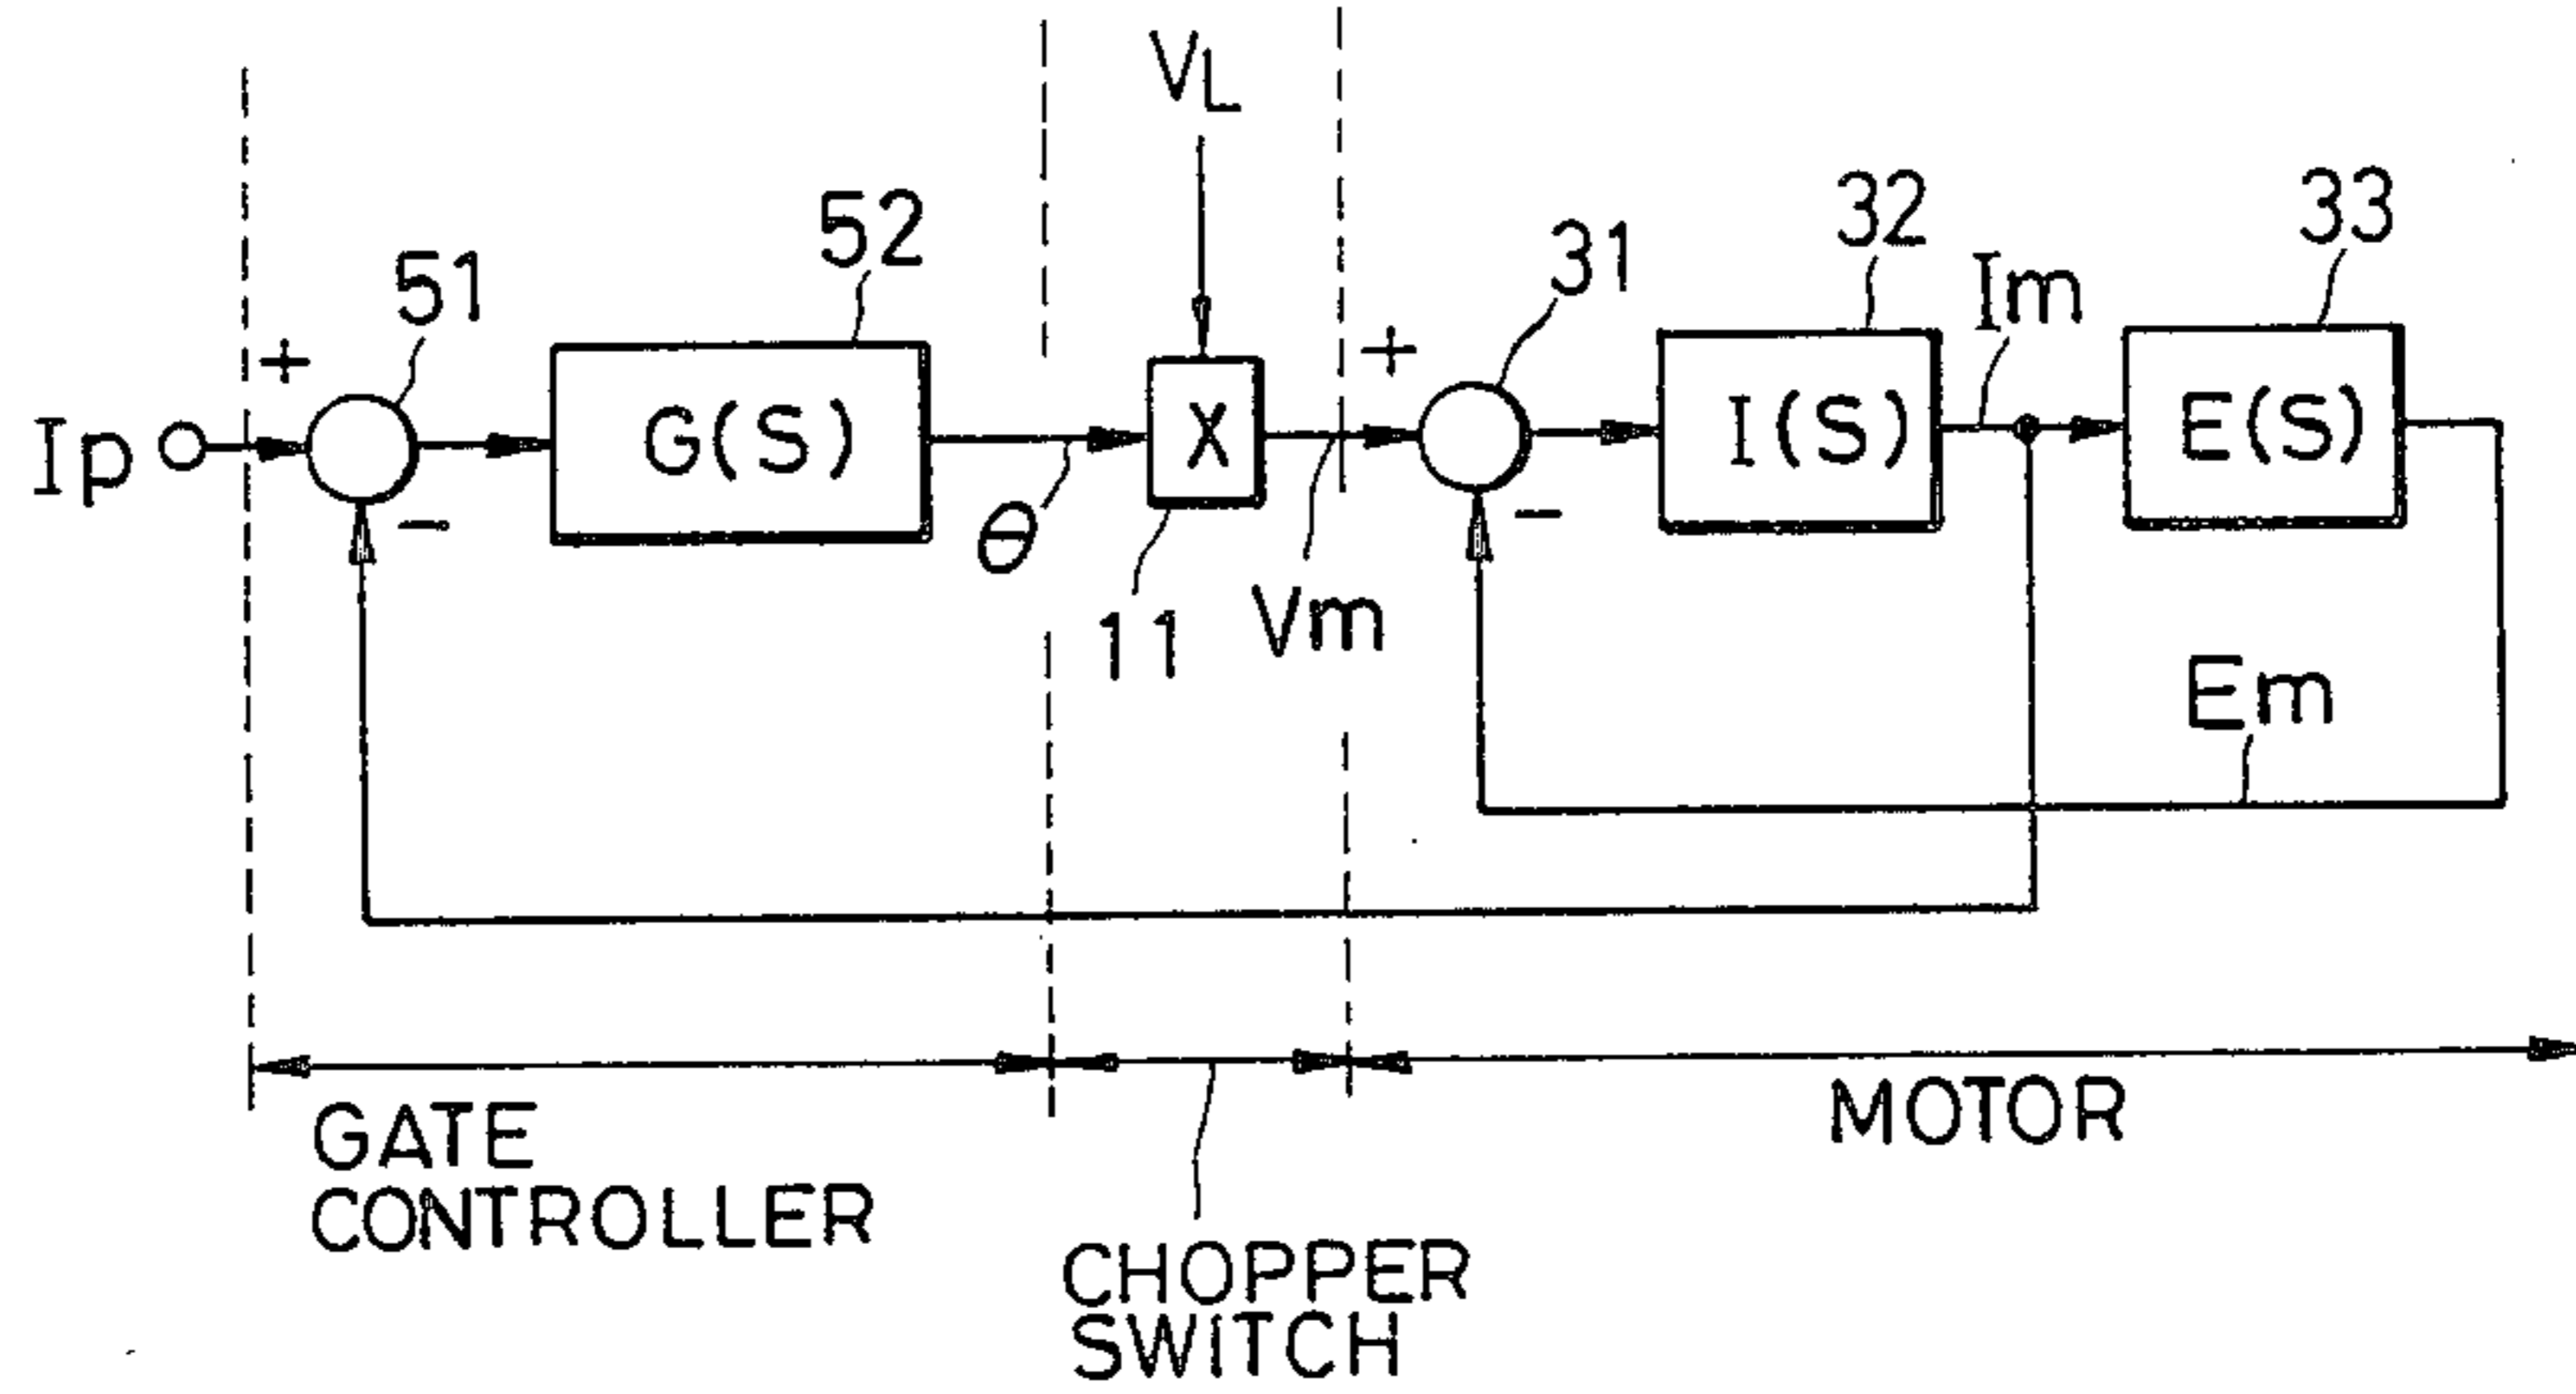 VL
32
33
52
31
51
Im
+
+
Ip
G(S)
X
I(S)
E(S)
-
-
θ
11
Vm
Em
GATE
CONTROLLER
MOTOR
CHOPPER
SWITCH